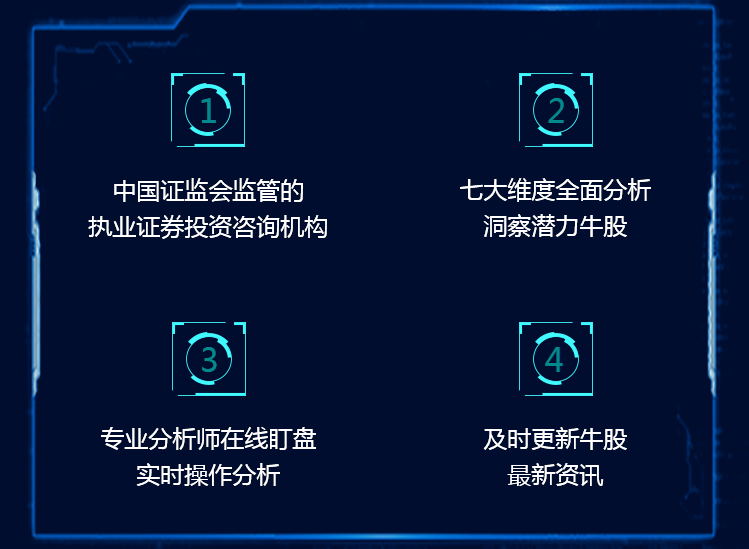 1
中国证监会监管的
执业证券投资咨询机构
2
七大维度全面分析
洞察潜力牛股
3
专业分析师在线盯盘
实时操作分析
4
及时更新牛股
最新资讯